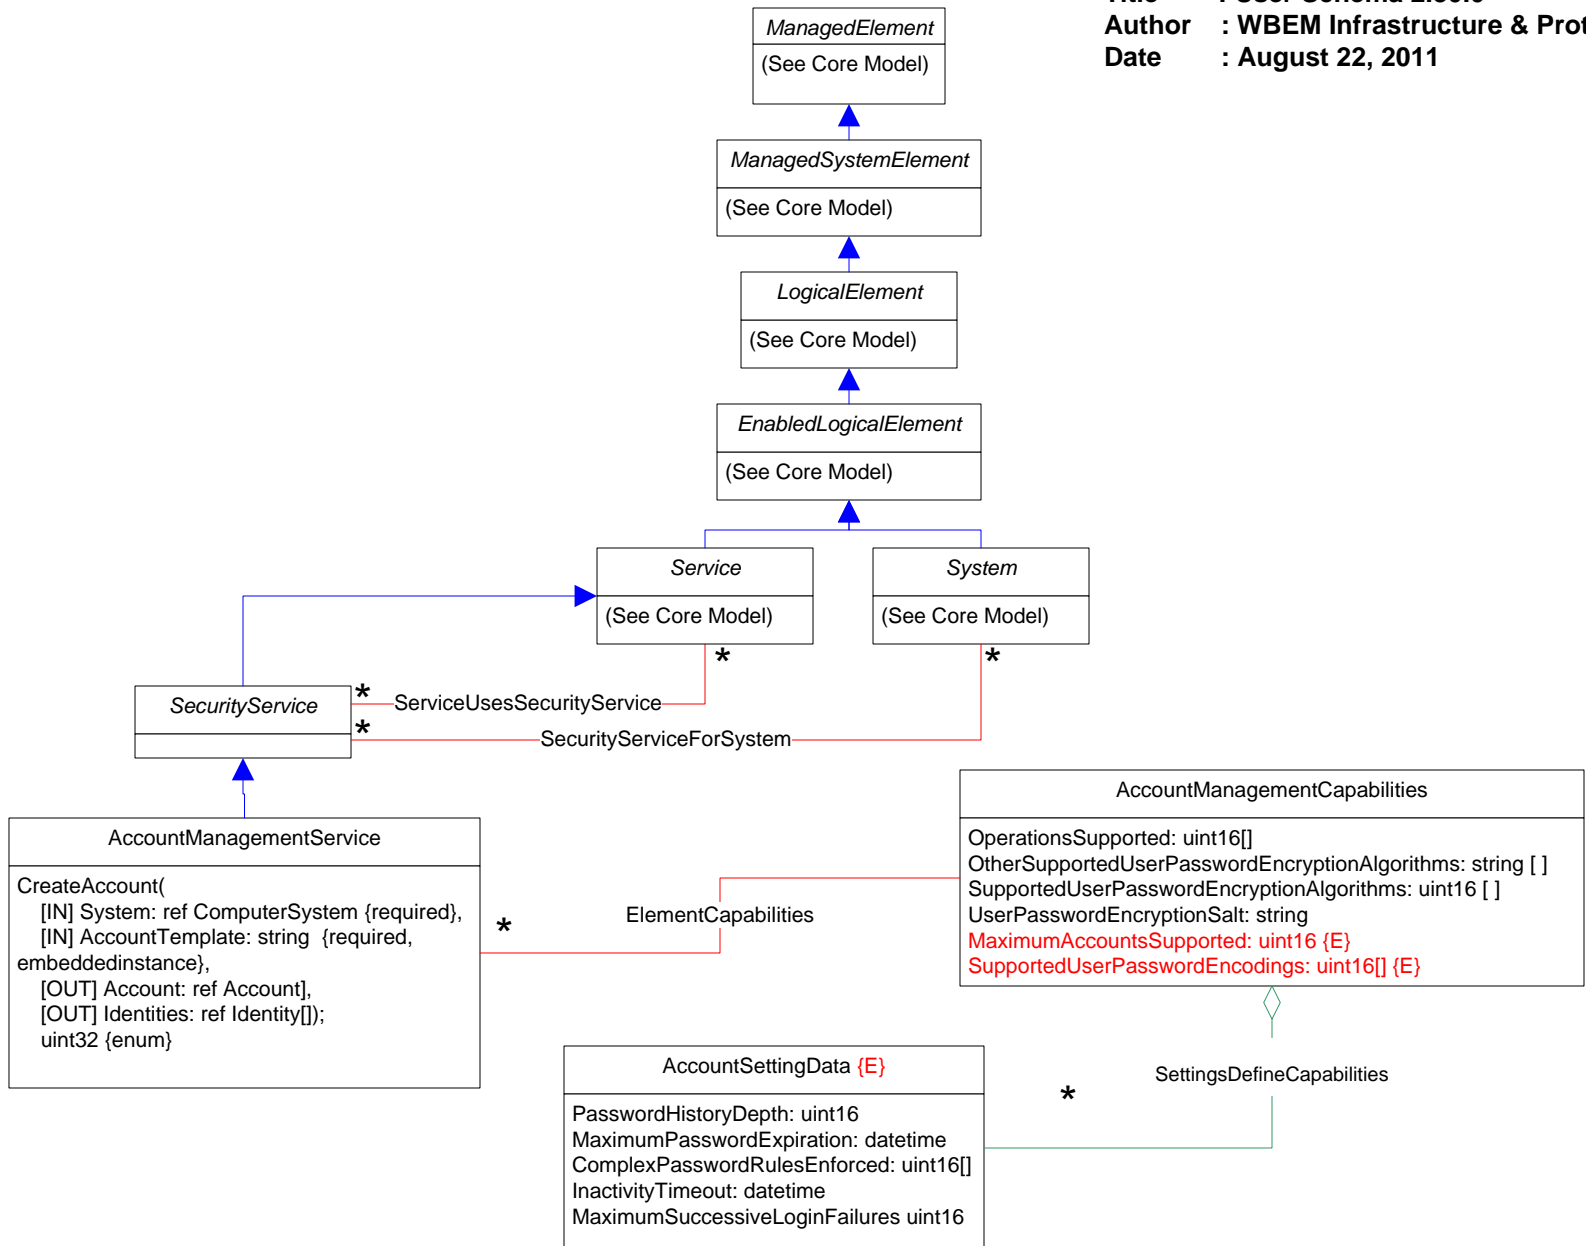 Author : WBEM Infrastructure & Prot
Date : August 22, 2011
ManagedElement
(See Core Model)
ManagedSystemElement
(See Core Model)
LogicalElement
(See Core Model)
EnabledLogicalElement
(See Core Model)
Service
(See Core Model)
System
(See Core Model)
*
*
SecurityService
*
ServiceUsesSecurityService
*
SecurityServiceForSystem
AccountManagementService
CreateAccount(
[IN] System: ref ComputerSystem {required},
[IN] AccountTemplate: string {required,
embeddedinstance},
[OUT] Account: ref Account],
[OUT] Identities: ref Identity[]);
uint32 {enum}
*
ElementCapabilities
AccountManagementCapabilities
OperationsSupported: uint16[]
OtherSupportedUserPasswordEncryptionAlgorithms: string [ ]
SupportedUserPasswordEncryptionAlgorithms: uint16 [ ]
UserPasswordEncryptionSalt: string
MaximumAccountsSupported: uint16 {E}
SupportedUserPasswordEncodings: uint16[] {E}
SettingsDefineCapabilities
*
AccountSettingData {E}
PasswordHistoryDepth: uint16
MaximumPasswordExpiration: datetime
ComplexPasswordRulesEnforced: uint16[]
InactivityTimeout: datetime
MaximumSuccessiveLoginFailures uint16